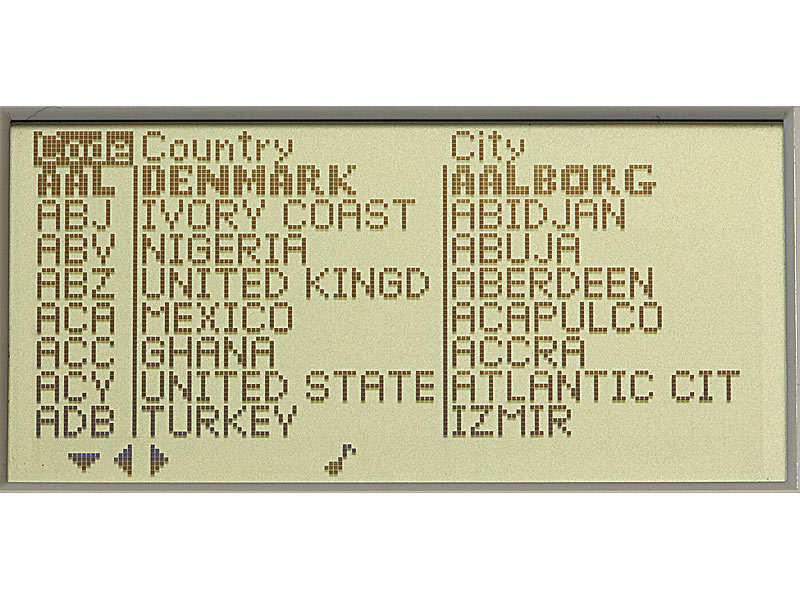 Code Country City
AAL DENMARK AALBORG
ABJ IVORY COAST ABIDJAN
ABV NIGERIA ABUJA
ABZ UNITED KINGD ABERDEEN
ACA MEXICO ACAPULCO
ACC GHANA ACCRA
ACY UNITED STATE ATLANTIC CIT
ADB TURKEY IZMIR